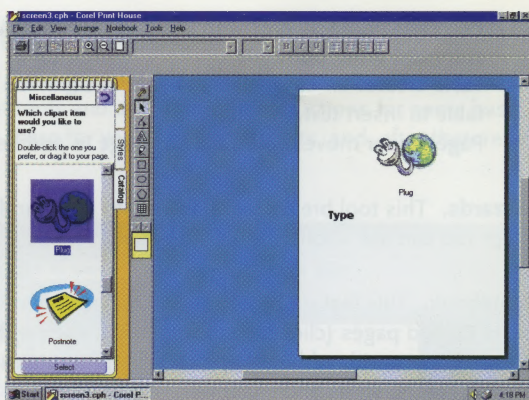 screen3.cph - Corel Print House
File Edit View Arrange Notebook Tools Help
B I U
Miscellaneous
Which clipart item
would you like to
use?
Double-click the one you
prefer, or drag it to your page.
Plug
Postnote
Select
Styles
Catalog
Plug
Type
Start screen3.cph - Corel P...
4:18 PM